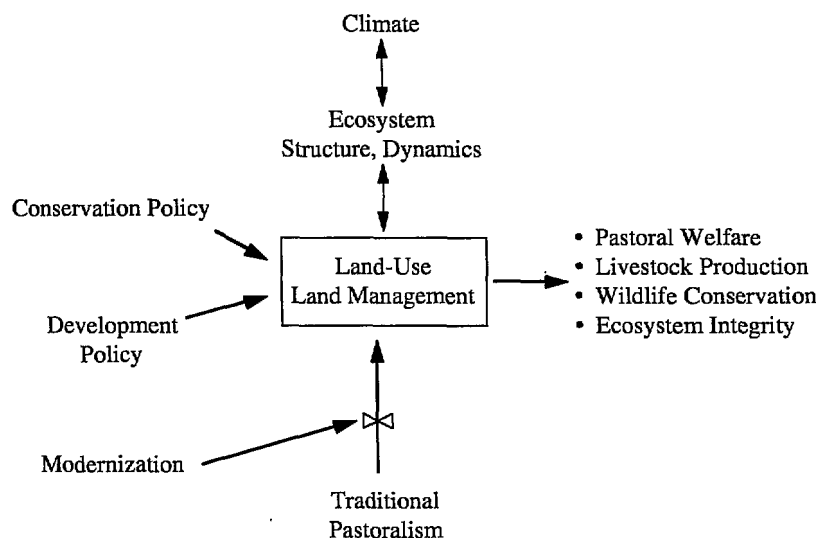 Climate
Ecosystem
Structure, Dynamics
Conservation Policy
Land-Use
Land Management
• Pastoral Welfare
• Livestock Production
• Wildlife Conservation
• Ecosystem Integrity
Development
Policy
Modernization
Traditional
Pastoralism